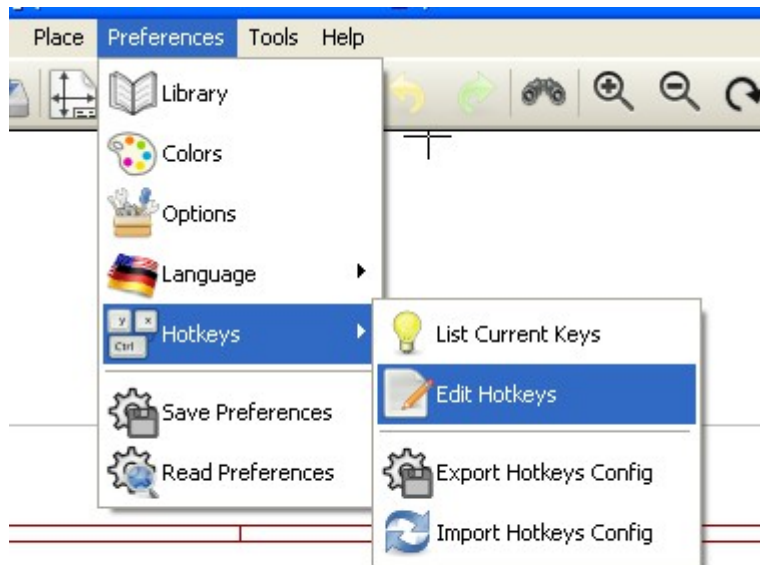 Place Preferences Tools Help
Library
Colors
Options
Language
y x
Ctrl
Hotkeys
Save Preferences
Read Preferences
List Current Keys
Edit Hotkeys
Export Hotkeys Config
Import Hotkeys Config